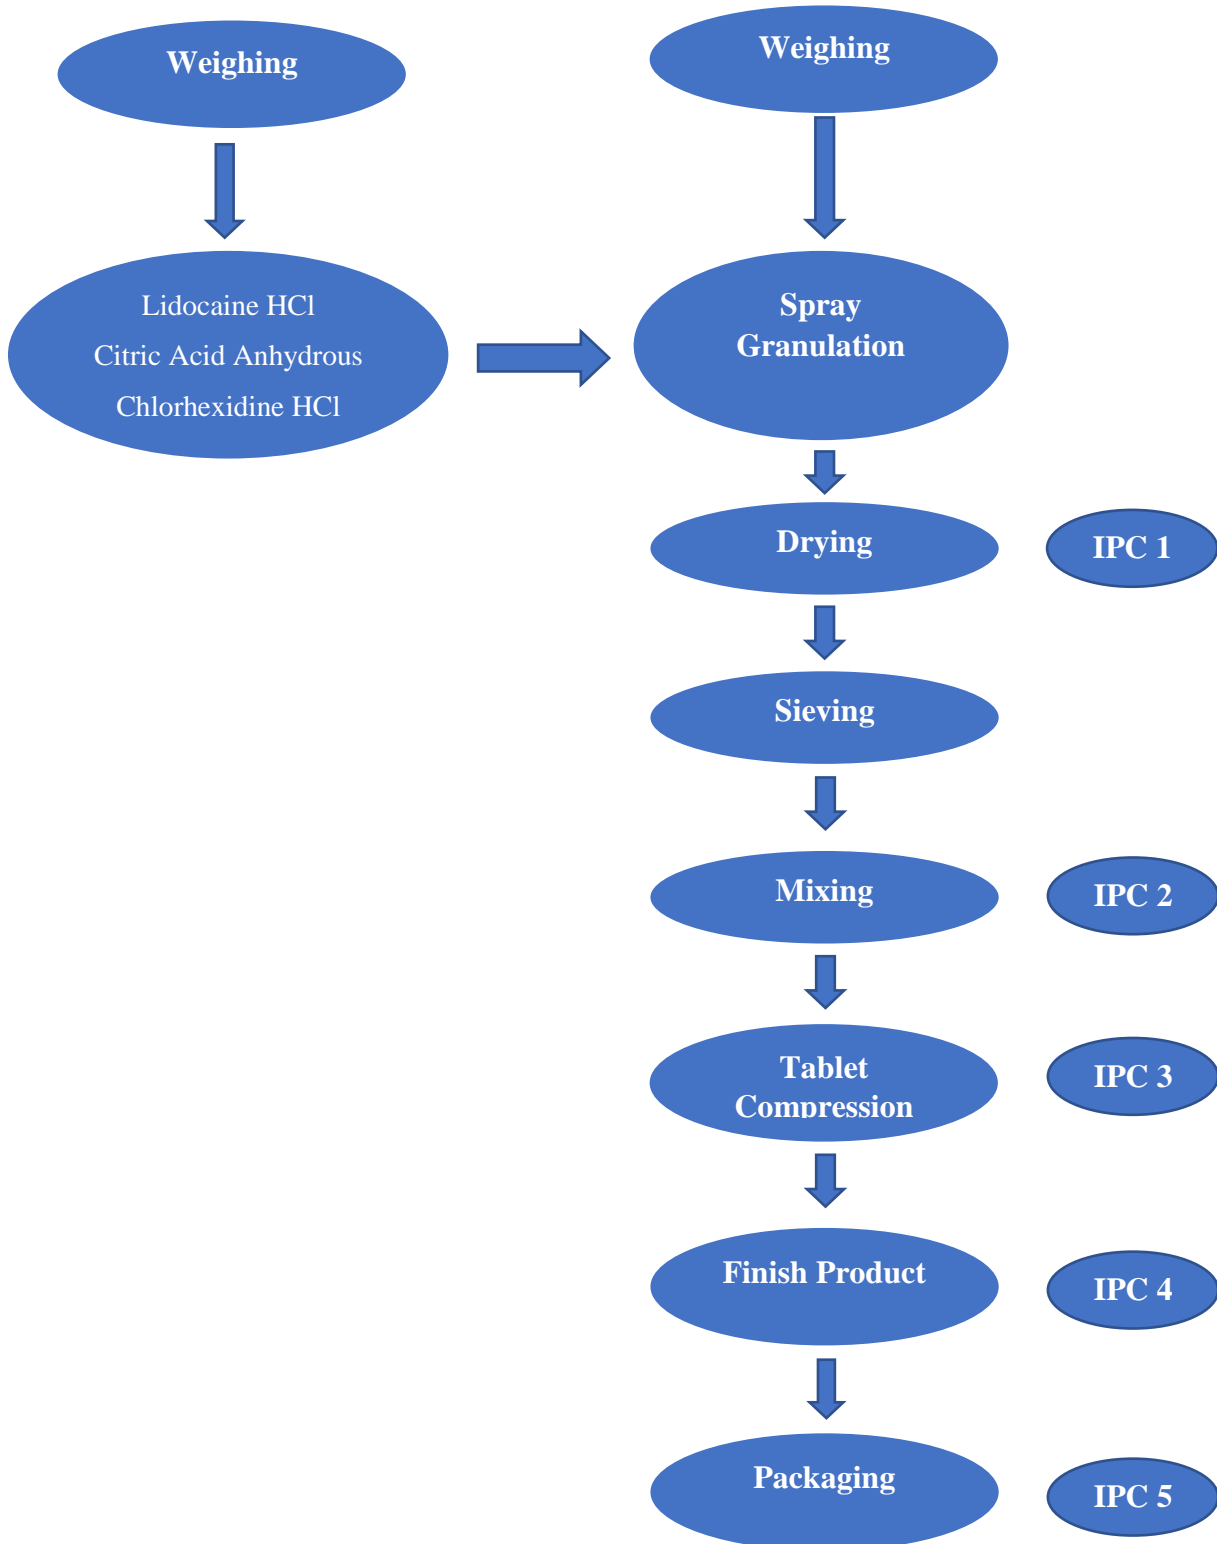 Weighing
Weighing
Lidocaine HCl
Citric Acid Anhydrous
Chlorhexidine HCl
Spray
Granulation
Drying
IPC 1
Sieving
Mixing
IPC 2
Tablet
Compression
IPC 3
Finish Product
IPC 4
Packaging
IPC 5